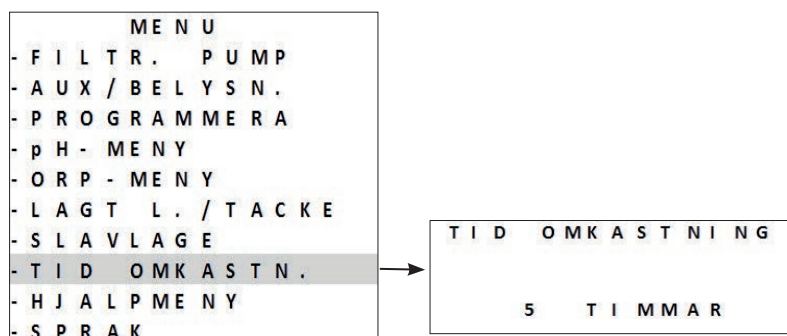 MENU
- FILTR. PUMP
- AUX/BELYSN.
- PROGRAMMERA
- pH- MENY
- ORP-MENY
- LAGT L./TACKE
- SLAVLAGE
- TID OMKASTN.
- HJALPMENY
- SPRAK
TID OMKASTNING
5 TIMMAR